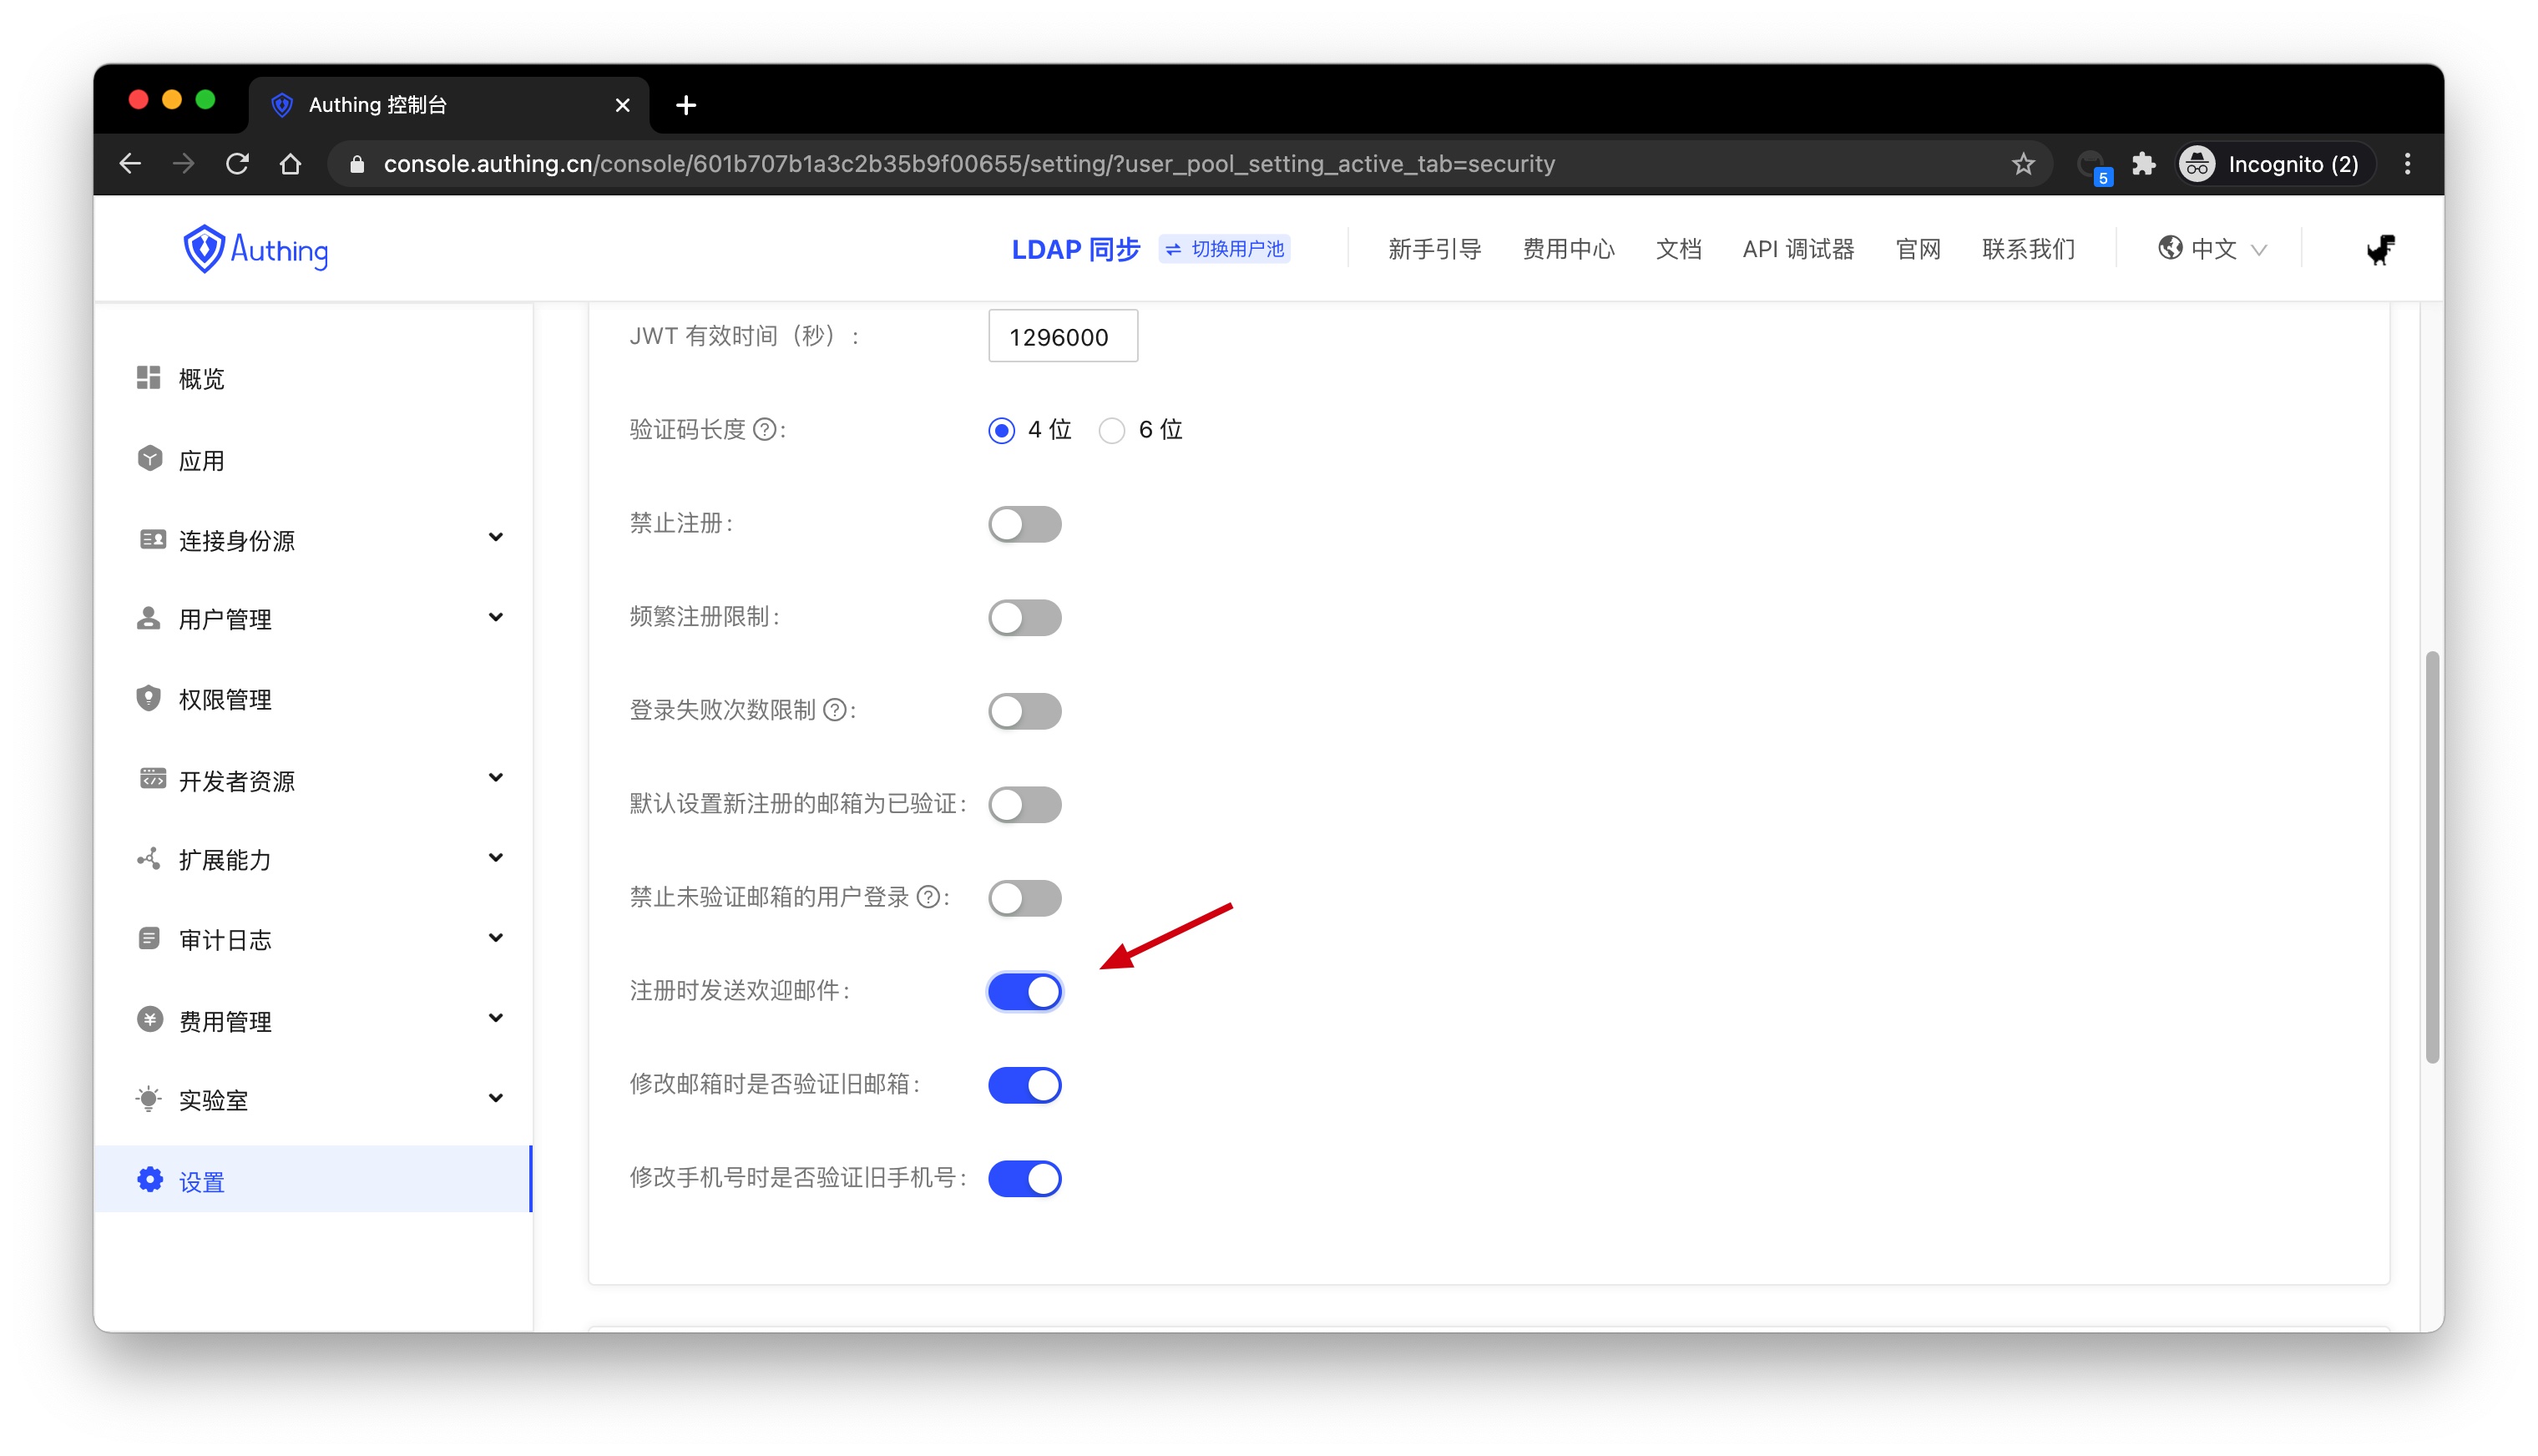 Authing 控制台
console.authing.cn/console/601b707b1a3c2b35b9f00655/setting/?user_pool_setting_active_tab=security
5
Incognito (2)
Authing
LDAP 同步 切换用户池 新手引导 费用中心 文档 API 调试器 官网 联系我们 中文
概览
应用
连接身份源
用户管理
权限管理
开发者资源
扩展能力
审计日志
费用管理
实验室
设置
JWT 有效时间（秒）: 1296000
验证码长度 ?: 4 位 6 位
禁止注册:
频繁注册限制:
登录失败次数限制 ?:
默认设置新注册的邮箱为已验证:
禁止未验证邮箱的用户登录 ?:
注册时发送欢迎邮件:
修改邮箱时是否验证旧邮箱:
修改手机号时是否验证旧手机号: